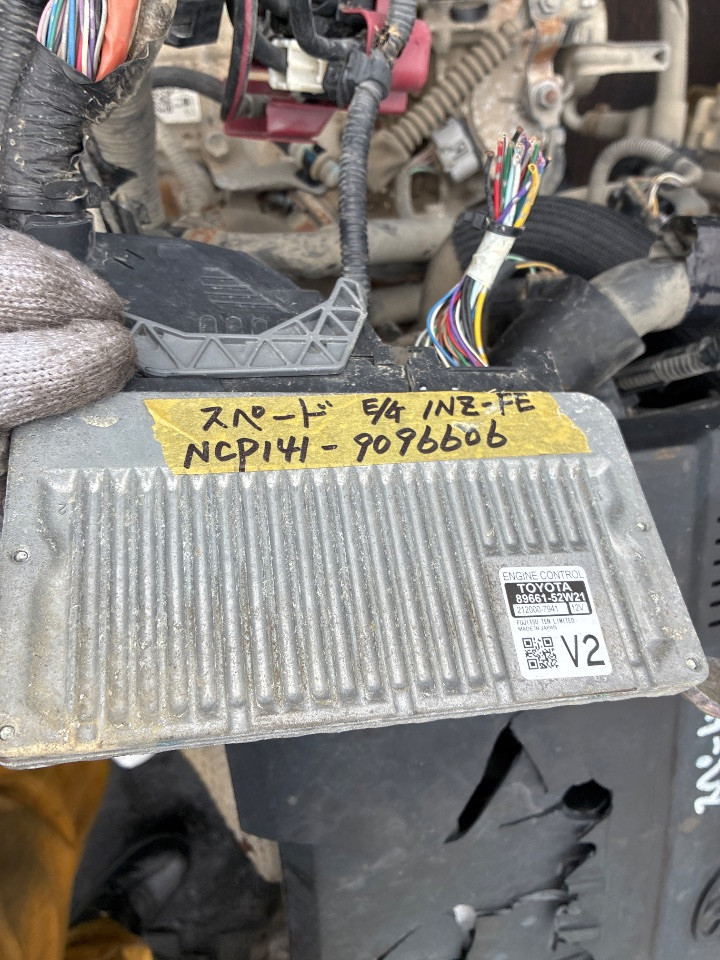 スペード E/G 1NZ-FE
NCP141-9096606
ENGINE CONTROL
TOYOTA
89661-52W21
212000-7941 12V
FUJITSU TEN LIMITED
MADE IN JAPAN
V2